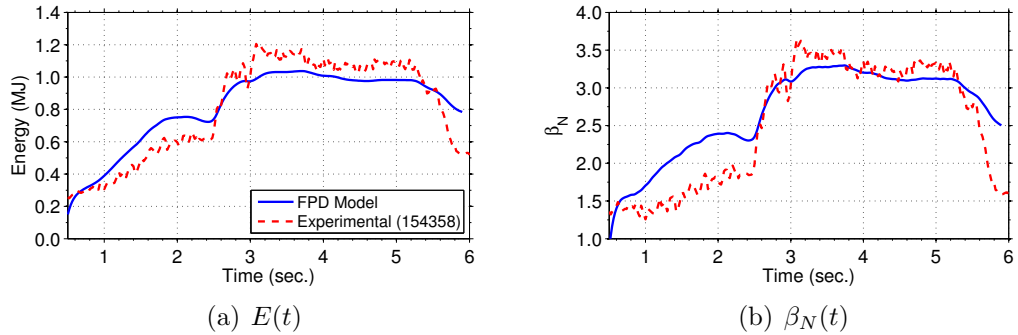 1.4
1.2
1.0
0.8
0.6
0.4
0.2
0.0
Energy (MJ)
FPD Model
Experimental (154358)
1 2 3 4 5 6
Time (sec.)
(a) E(t)
4.0
3.5
3.0
2.5
2.0
1.5
1.0
β_N
1 2 3 4 5 6
Time (sec.)
(b) β_N(t)